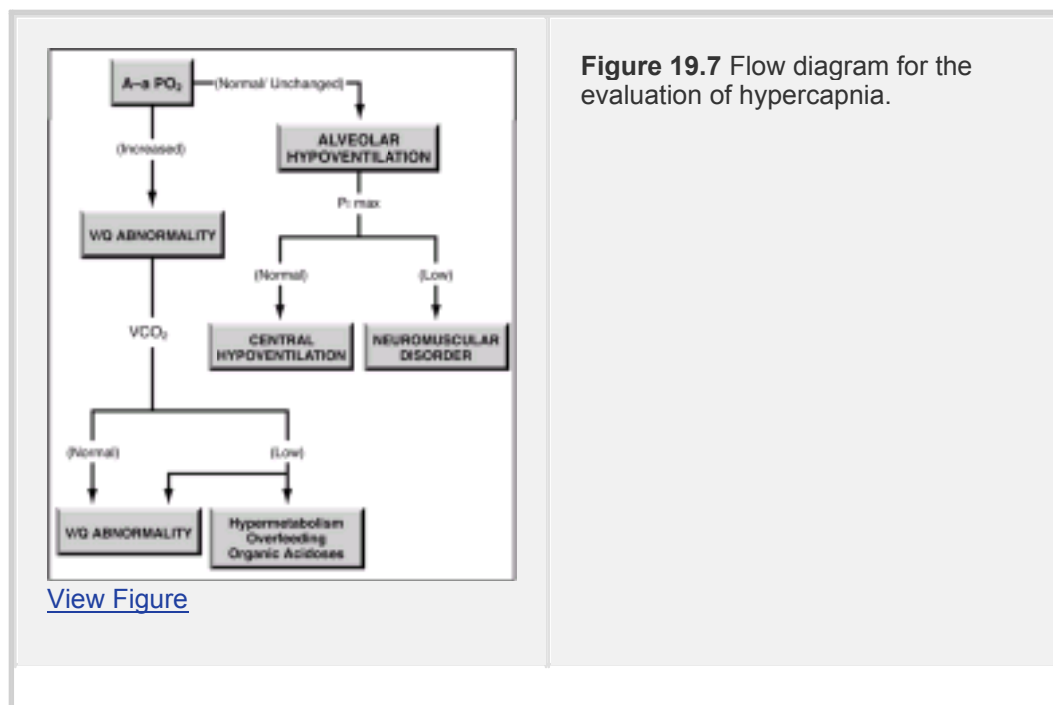 A–a PO₂
(Normal/ Unchanged)
(Increased)
ALVEOLAR
HYPOVENTILATION
PI max
V/Q ABNORMALITY
(Normal)
(Low)
VCO₂
CENTRAL
HYPOVENTILATION
NEUROMUSCULAR
DISORDER
(Normal)
(Low)
V/Q ABNORMALITY
Hypermetabolism
Overfeeding
Organic Acidoses
View Figure
Figure 19.7 Flow diagram for the
evaluation of hypercapnia.